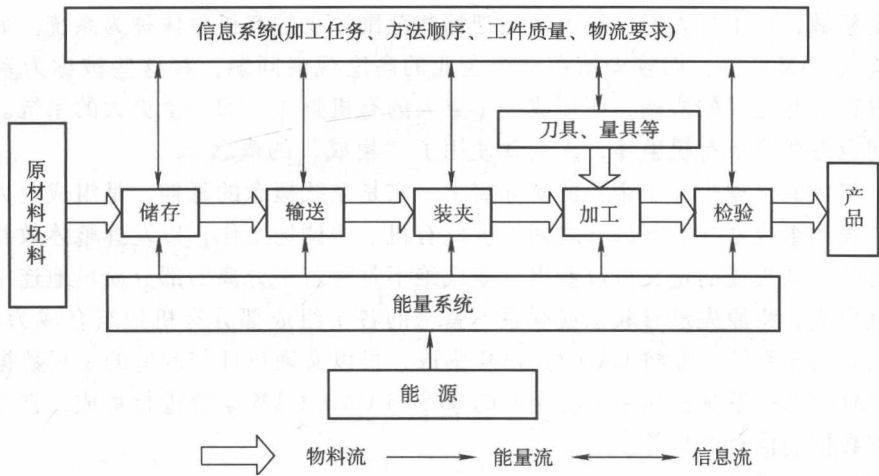 信息系统(加工任务、方法顺序、工件质量、物流要求)
刀具、量具等
原材料坯料
储存
输送
装夹
加工
检验
产品
能量系统
能 源
物料流
能量流
信息流